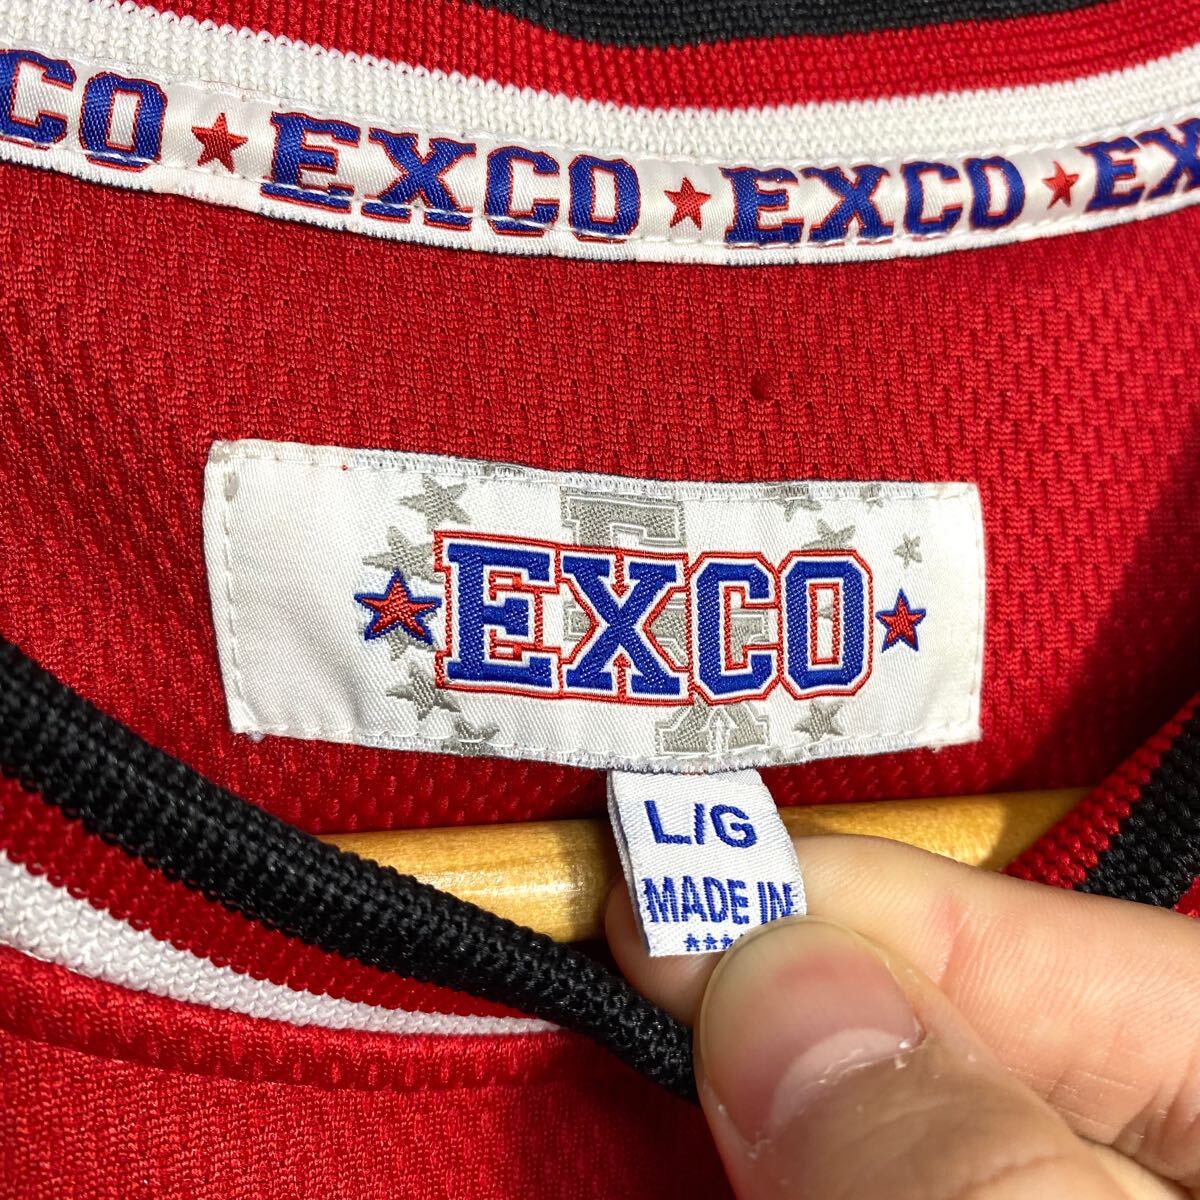 CO ★ EXCO ★ EXCO ★ EX
★ EXCO ★
L/G
MADE IN